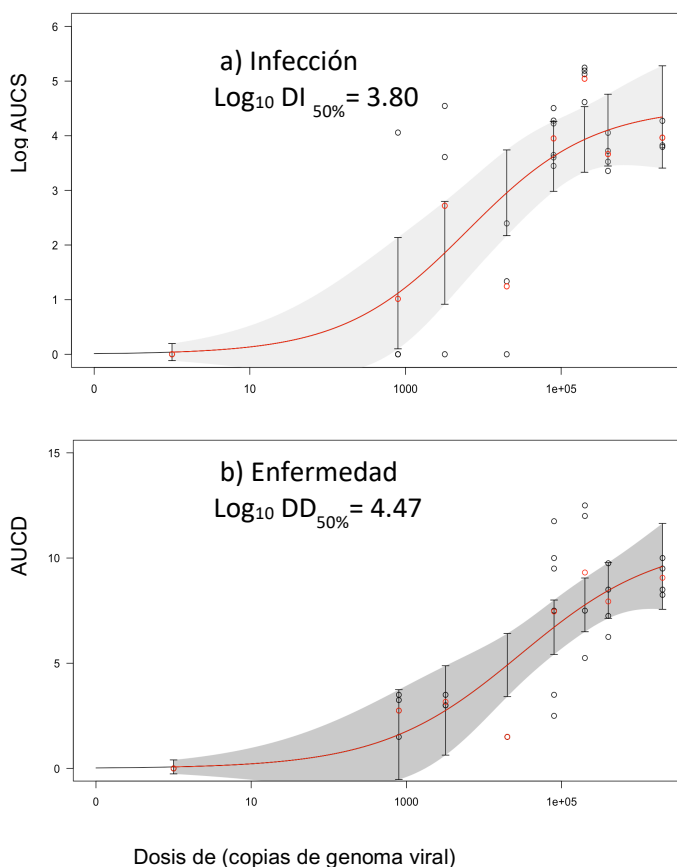 a) Infección
Log₁₀ DI ₅₀%= 3.80
Log AUCS
6
5
4
3
2
1
0
0
10
1000
1e+05
b) Enfermedad
Log₁₀ DD₅₀%= 4.47
AUCD
15
10
5
0
0
10
1000
1e+05
Dosis de (copias de genoma viral)